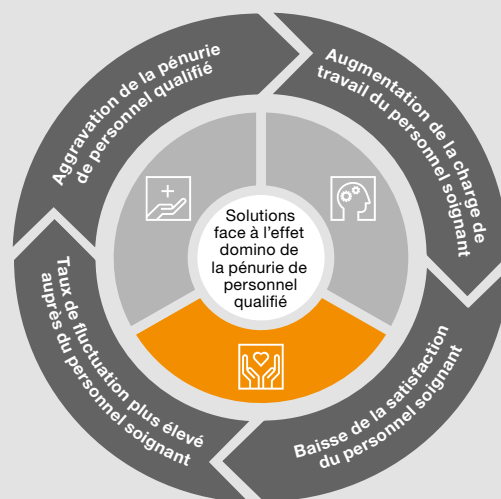 Aggravation de la pénurie
de personnel qualifié
Augmentation de la charge de
travail du personnel soignant
Solutions
face à l’effet
domino de
la pénurie de
personnel
qualifié
Taux de fluctuation plus élevé
auprès du personnel soignant
Baisse de la satisfaction
du personnel soignant